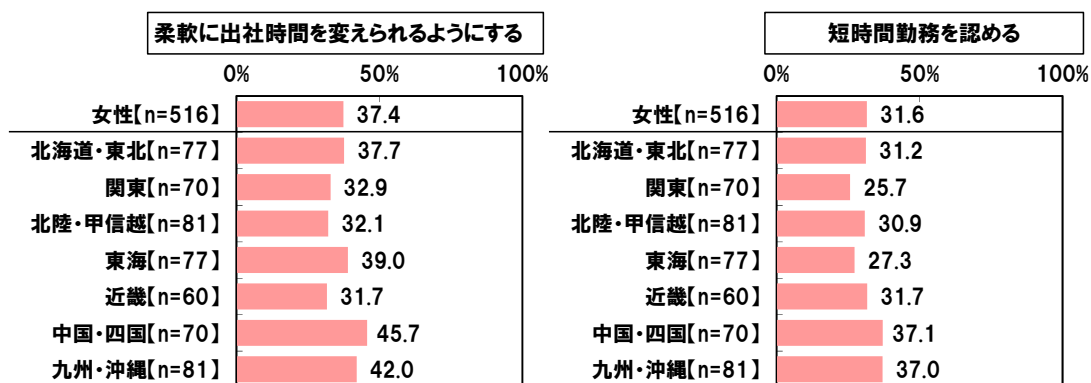 柔軟に出社時間を変えられるようにする
0% 50% 100%
女性【n=516】 37.4
北海道・東北【n=77】 37.7
関東【n=70】 32.9
北陸・甲信越【n=81】 32.1
東海【n=77】 39.0
近畿【n=60】 31.7
中国・四国【n=70】 45.7
九州・沖縄【n=81】 42.0
短時間勤務を認める
0% 50% 100%
女性【n=516】 31.6
北海道・東北【n=77】 31.2
関東【n=70】 25.7
北陸・甲信越【n=81】 30.9
東海【n=77】 27.3
近畿【n=60】 31.7
中国・四国【n=70】 37.1
九州・沖縄【n=81】 37.0